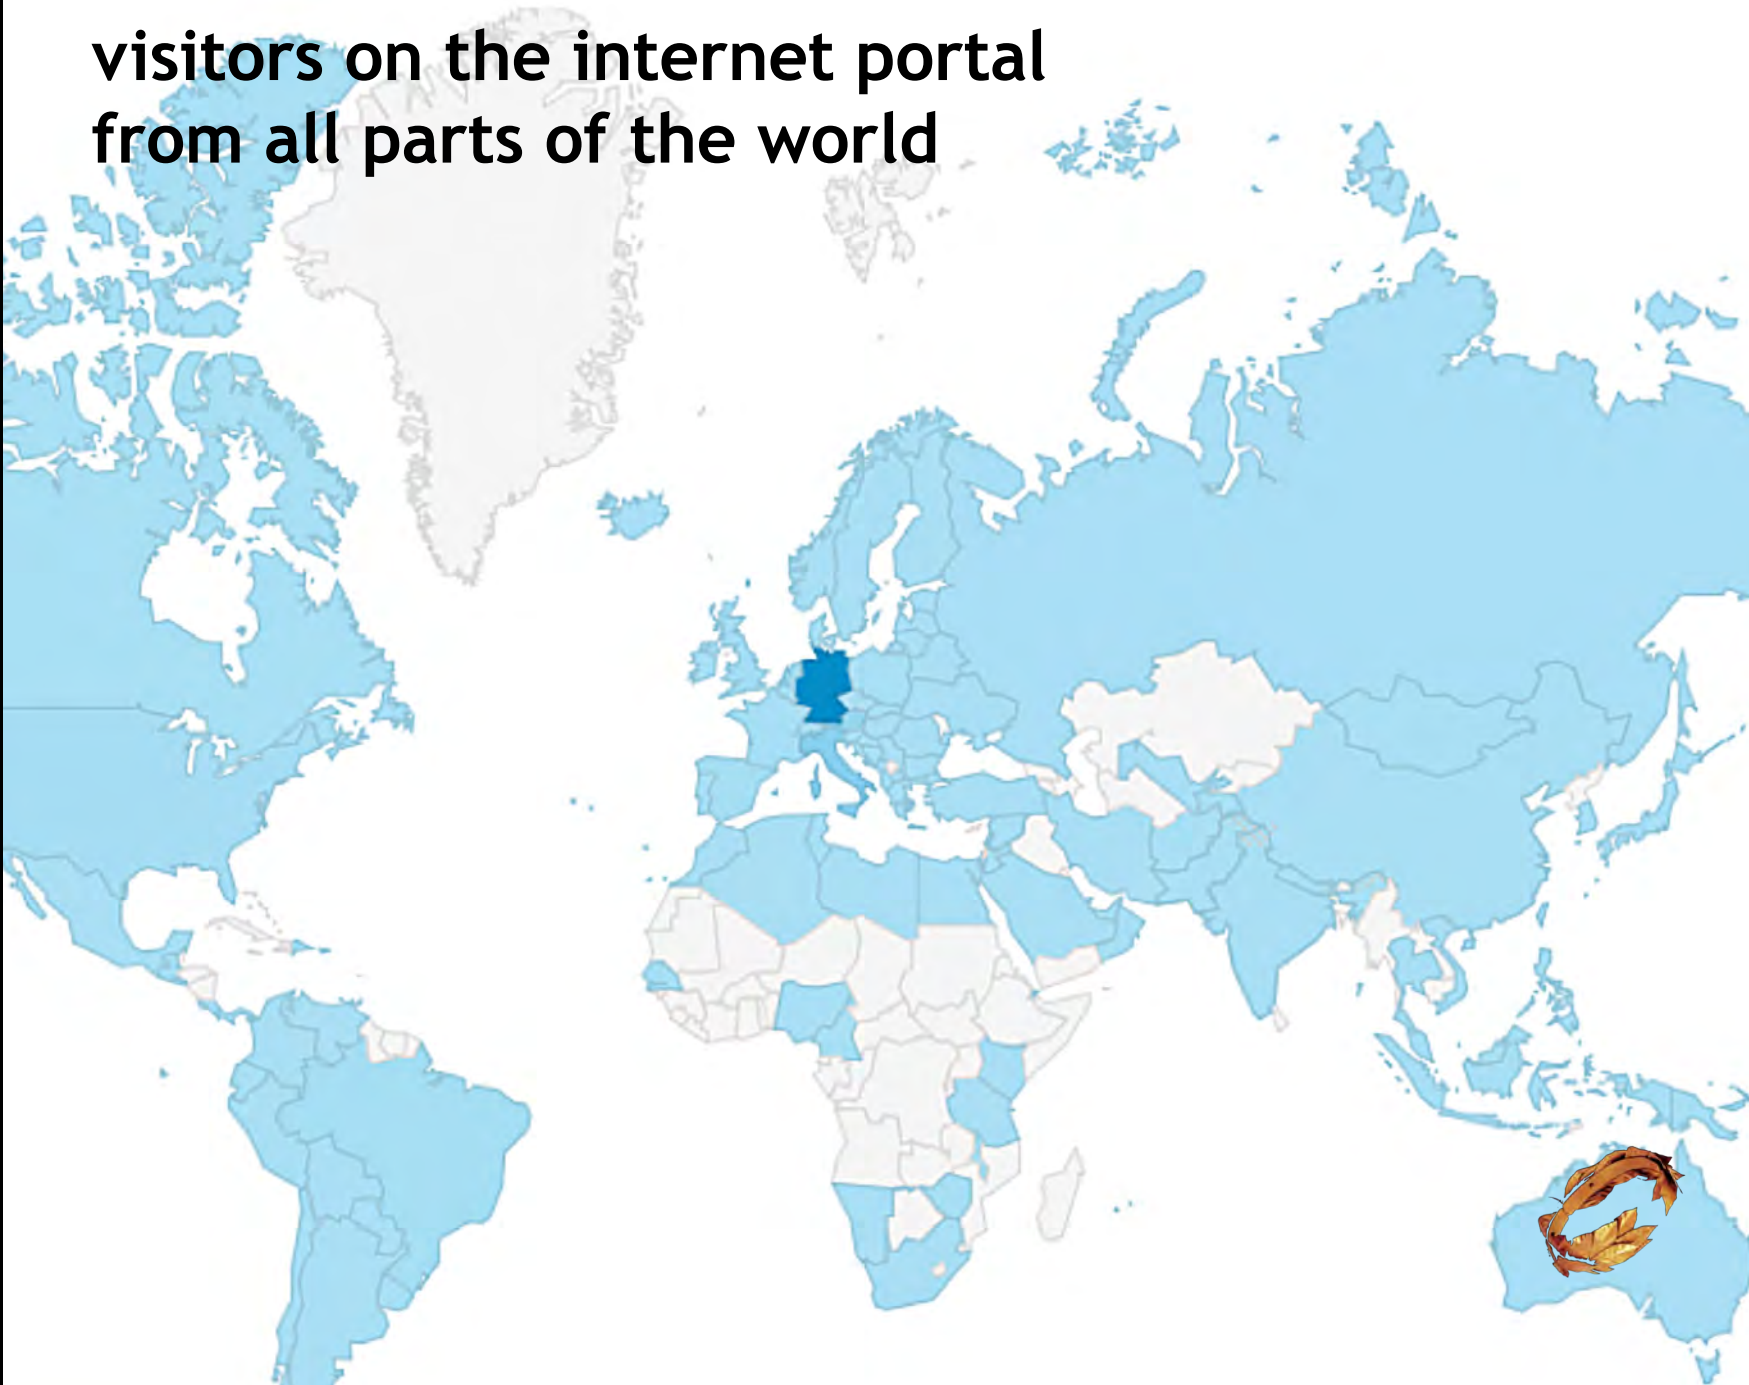 visitors on the internet portal
from all parts of the world